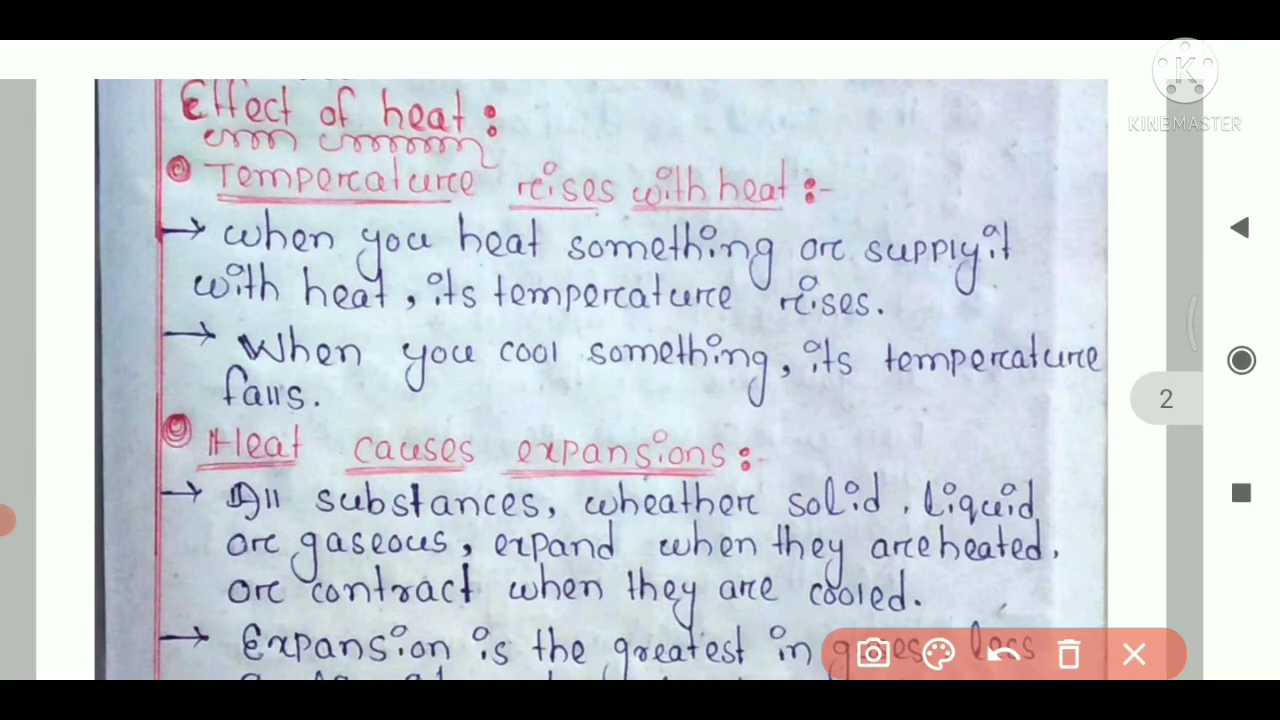 Effect of heat:
Temperature rises with heat :-
→ When you heat something or supply it
with heat, its temperature rises.
→ When you cool something, its temperature
falls.
Heat causes expansions :-
→ All substances, wheather solid, Liquid
or gaseous, expand when they are heated.
or contract when they are cooled.
→ Expansion is the greatest in gases less
KINEMASTER
2